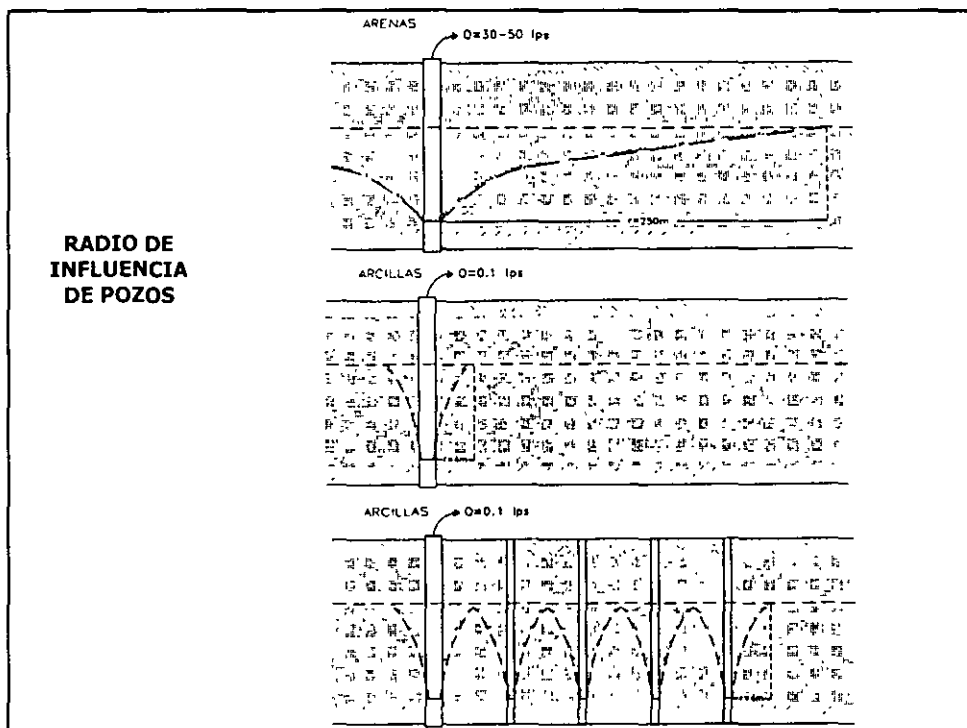 ARENAS
Q=30-50 lps
r=250m
RADIO DE
INFLUENCIA
DE POZOS
ARCILLAS
Q=0.1 lps
ARCILLAS
Q=0.1 lps